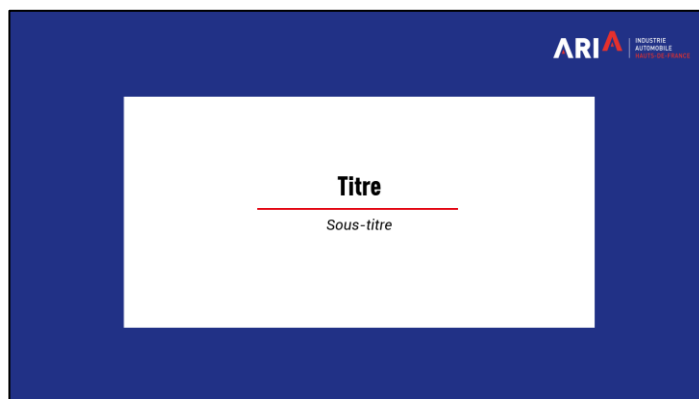 ARIA
INDUSTRIE
AUTOMOBILE
HAUTS-DE-FRANCE
Titre
Sous-titre